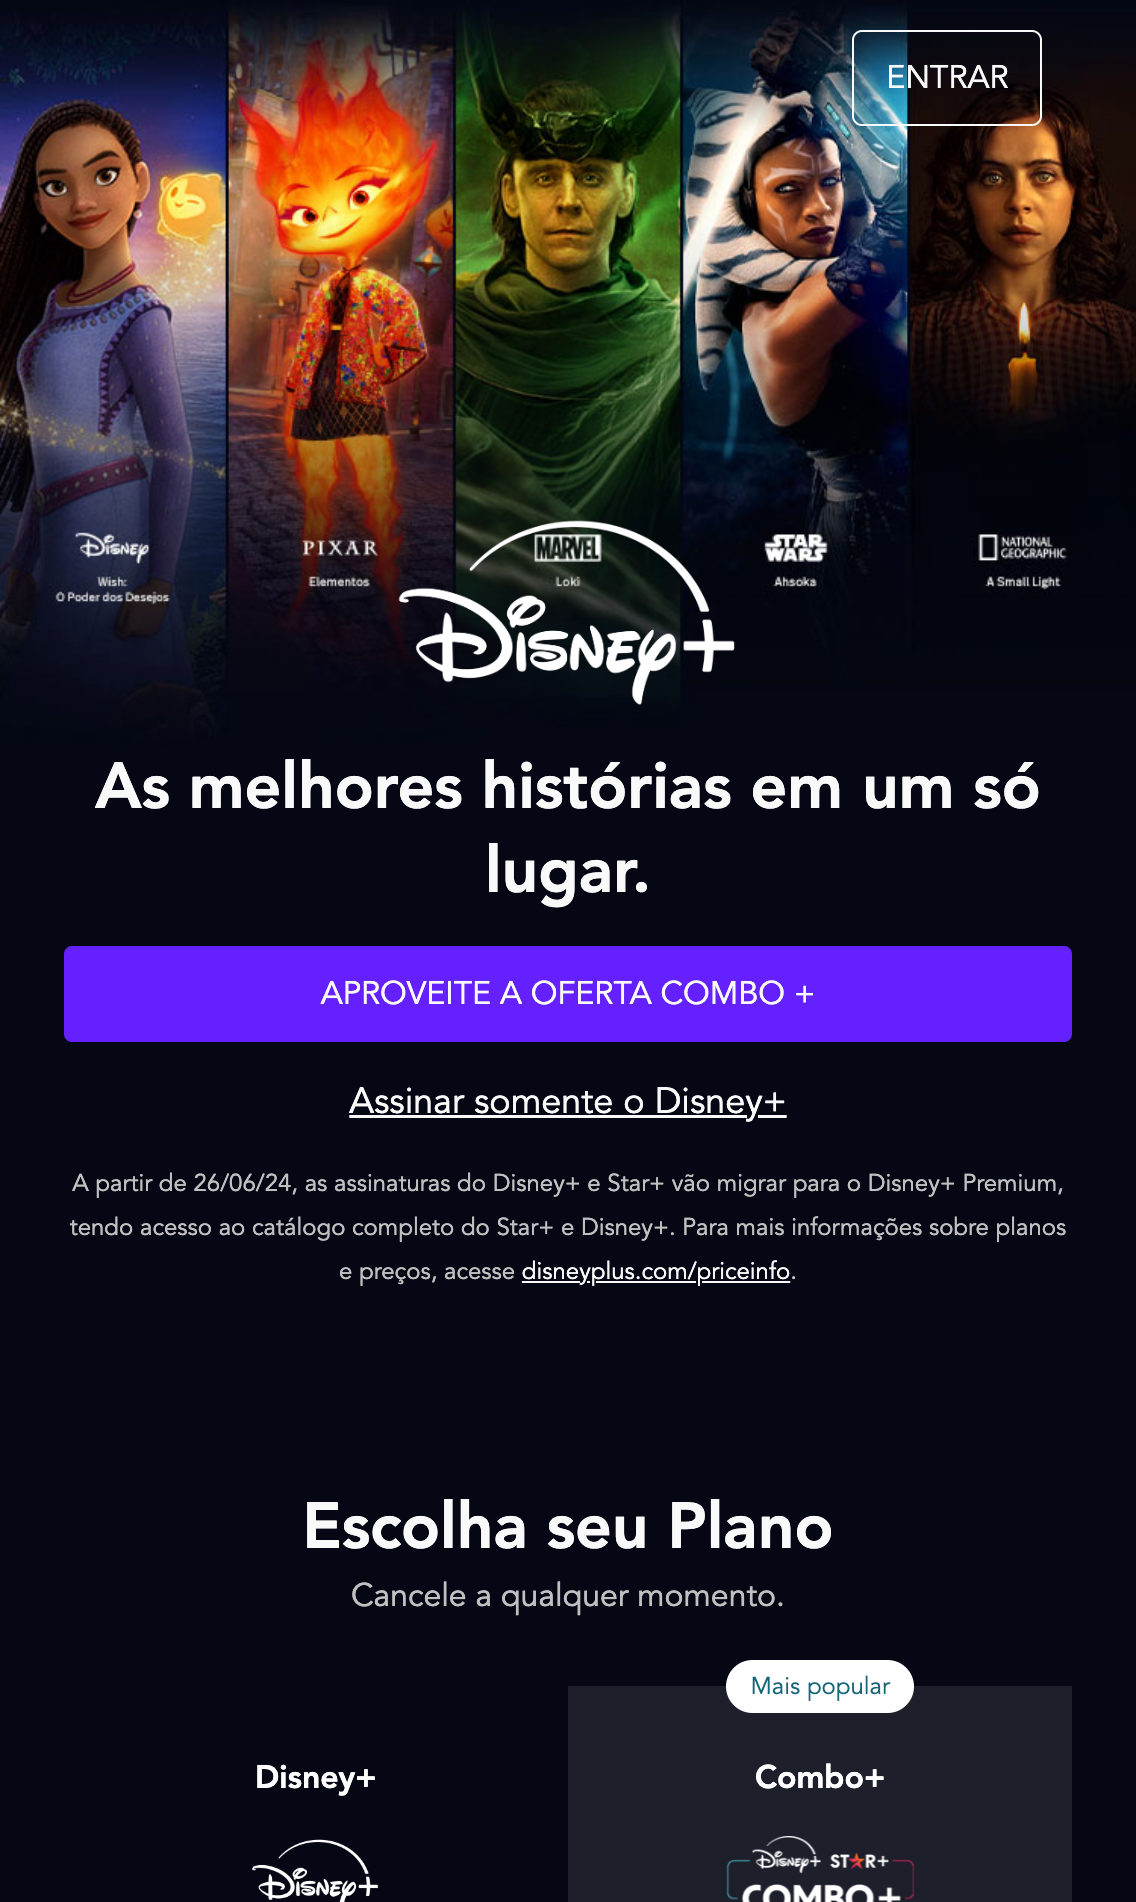 ENTRAR
Disney
Wish:
O Poder dos Desejos
PIXAR
Elementos
MARVEL
Loki
STAR
WARS
Ahsoka
NATIONAL
GEOGRAPHIC
A Small Light
Disney+
As melhores histórias em um só
lugar.
APROVEITE A OFERTA COMBO +
Assinar somente o Disney+
A partir de 26/06/24, as assinaturas do Disney+ e Star+ vão migrar para o Disney+ Premium,
tendo acesso ao catálogo completo do Star+ e Disney+. Para mais informações sobre planos
e preços, acesse disneyplus.com/priceinfo.
Escolha seu Plano
Cancele a qualquer momento.
Mais popular
Disney+
Combo+
Disney+
Disney+ STAR+
COMBO+